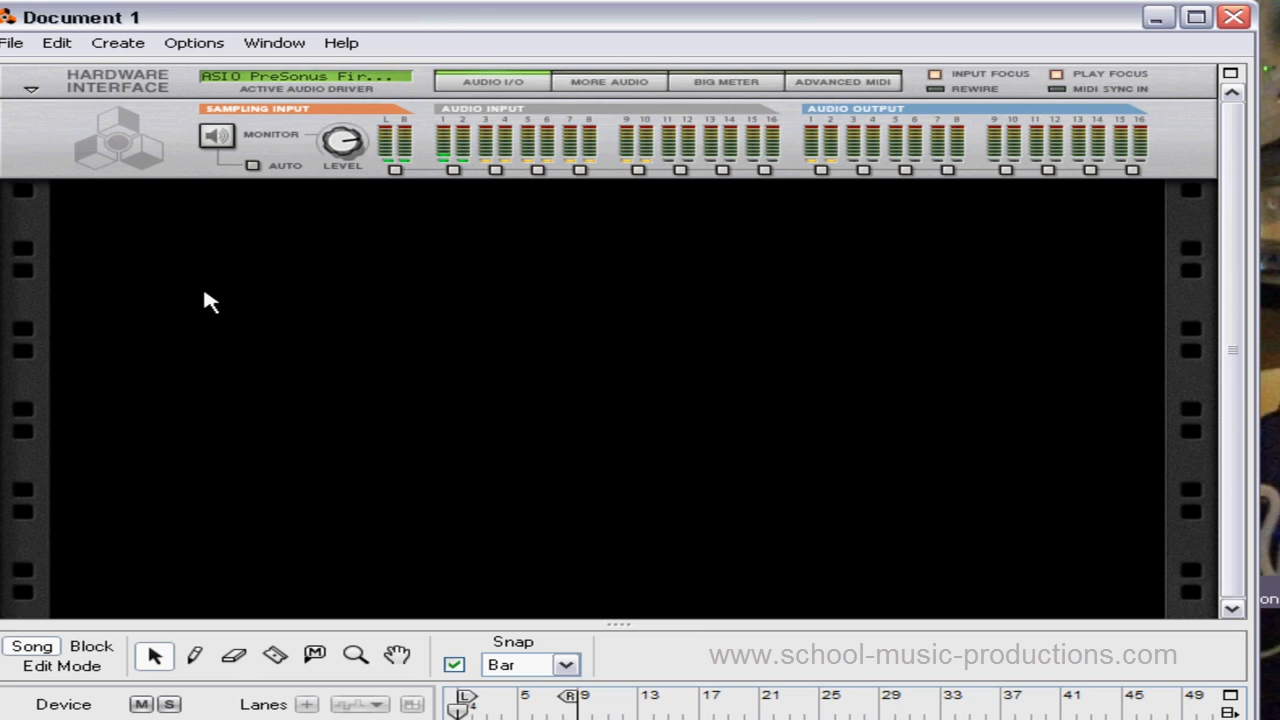 Document 1
File Edit Create Options Window Help
HARDWARE INTERFACE
ASIO PreSonus Fir...
ACTIVE AUDIO DRIVER
AUDIO I/O MORE AUDIO BIG METER ADVANCED MIDI
INPUT FOCUS PLAY FOCUS
REWIRE MIDI SYNC IN
SAMPLING INPUT AUDIO INPUT AUDIO OUTPUT
L R 1 2 3 4 5 6 7 8 9 10 11 12 13 14 15 16 1 2 3 4 5 6 7 8 9 10 11 12 13 14 15 16
MONITOR
AUTO LEVEL
on
Song Block
Edit Mode
M
Snap
Bar
www.school-music-productions.com
Device M S Lanes +
L 4 5 R 9 13 17 21 25 29 33 37 41 45 49